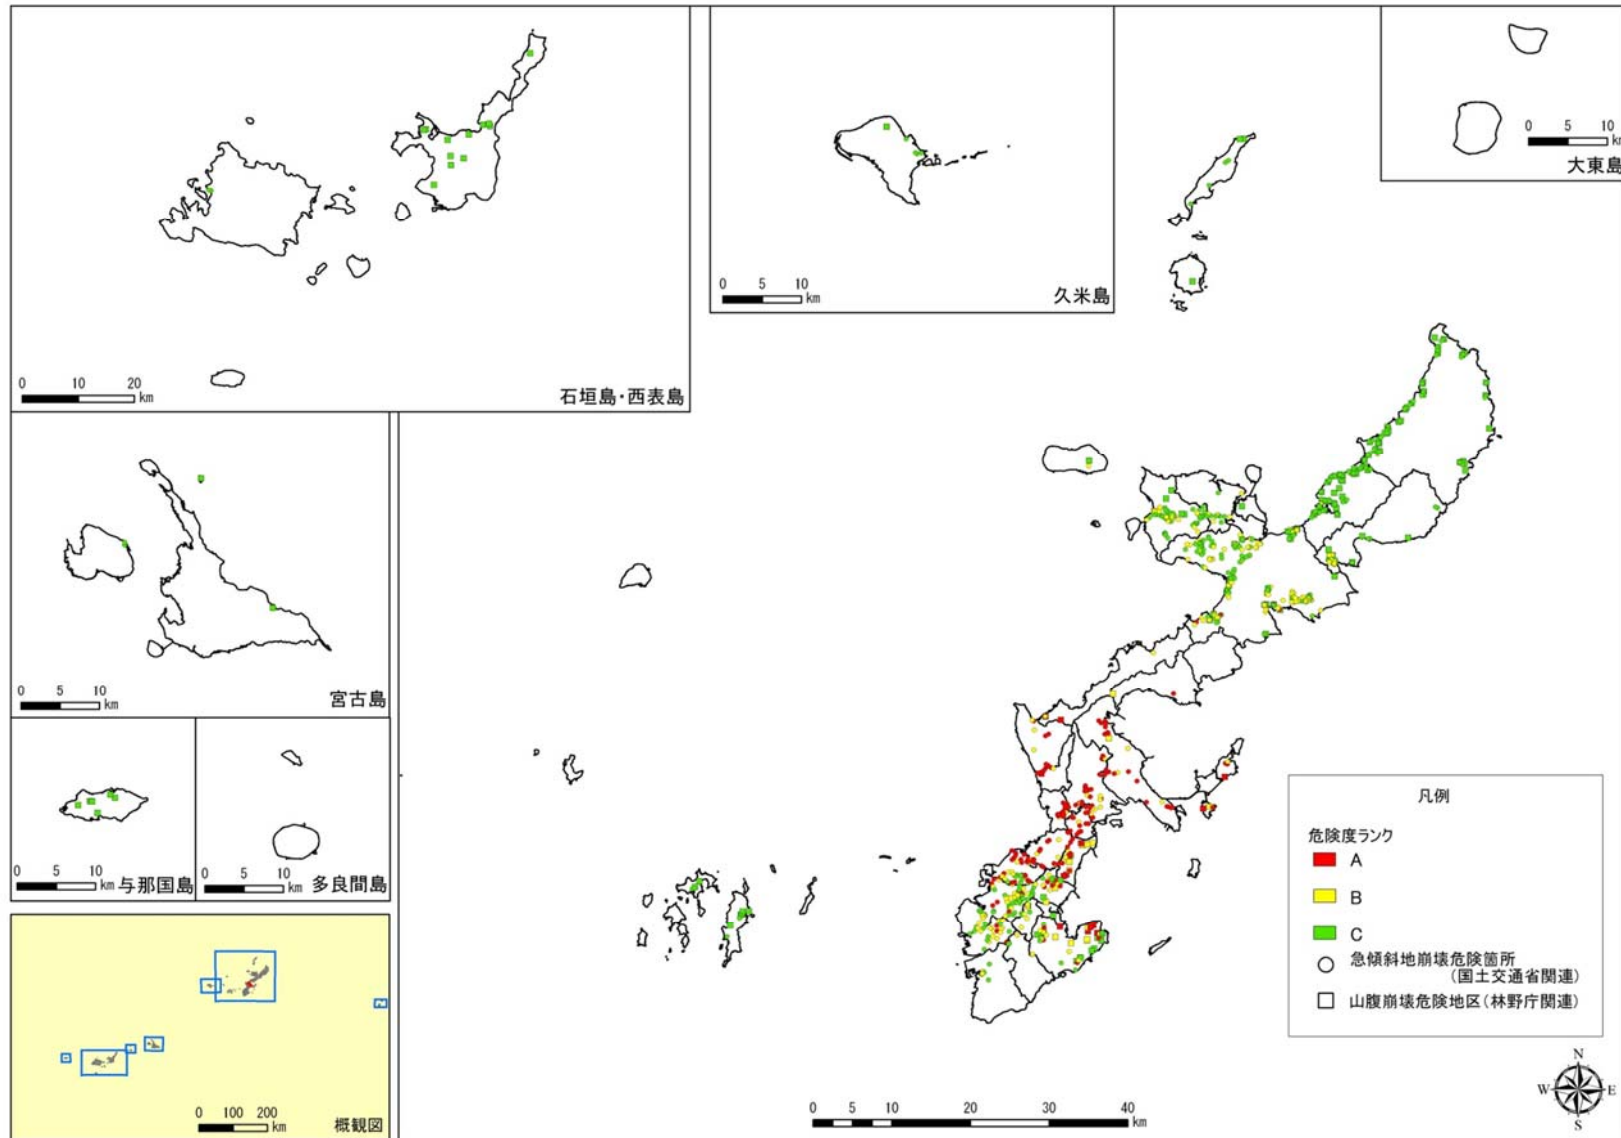 0 10 20
km
石垣島・西表島
0 5 10
km
久米島
0 5 10
km
大東島
0 5 10
km
宮古島
0 5 10
km
与那国島
0 5 10
km
多良間島
0 100 200
km
概観図
凡例
危険度ランク
A
B
C
急傾斜地崩壊危険箇所
(国土交通省関連)
山腹崩壊危険地区(林野庁関連)
N
W
E
S
0 5 10 20 30 40
km